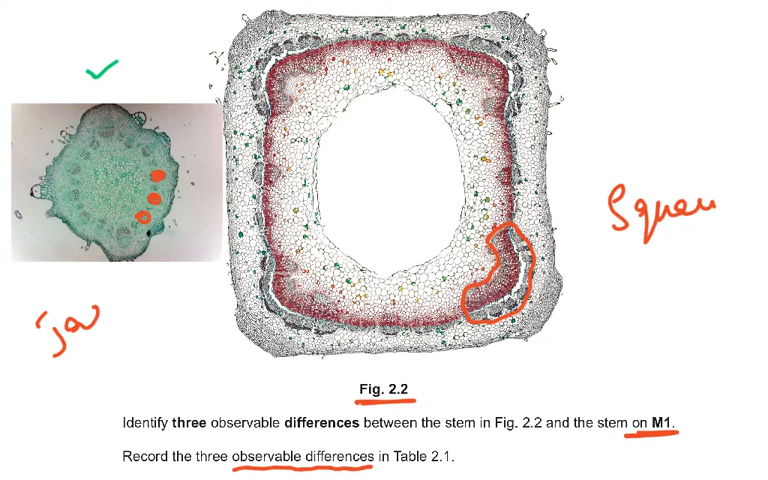 Fig. 2.2
Identify three observable differences between the stem in Fig. 2.2 and the stem on M1.
Record the three observable differences in Table 2.1.